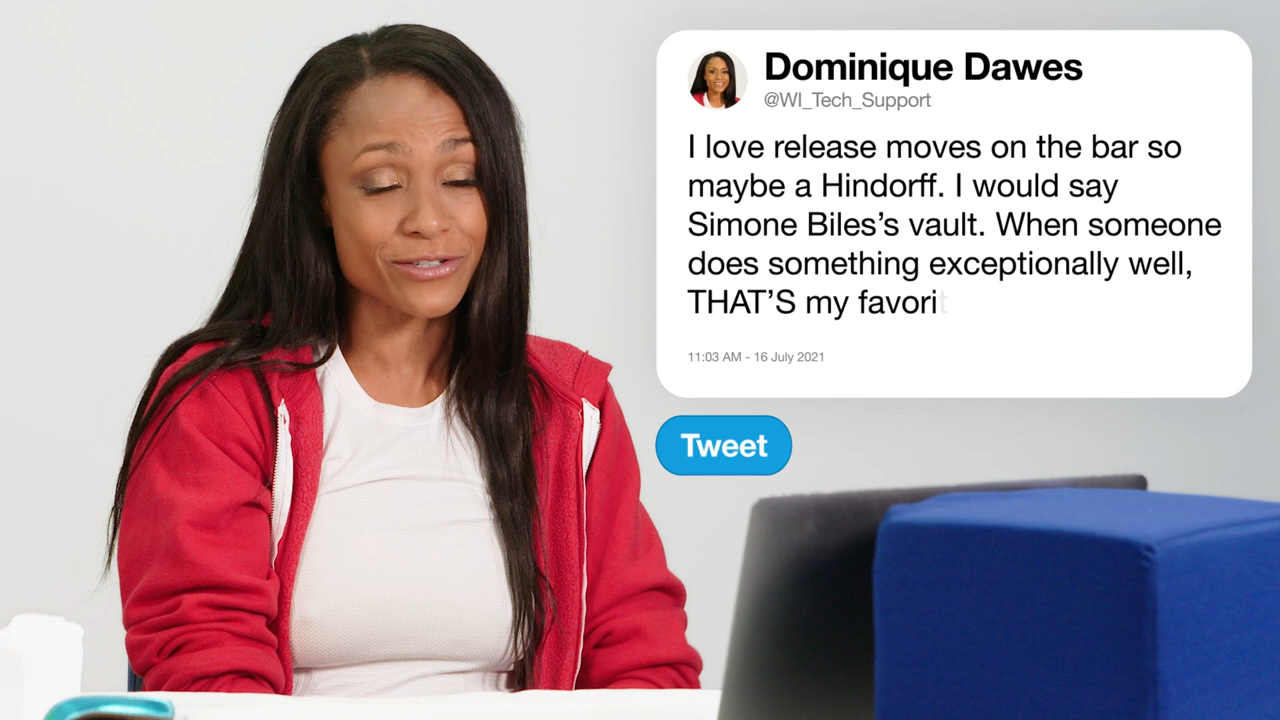 Dominique Dawes
@WI_Tech_Support
I love release moves on the bar so
maybe a Hindorff. I would say
Simone Biles’s vault. When someone
does something exceptionally well,
THAT’S my favorit
11:03 AM - 16 July 2021
Tweet